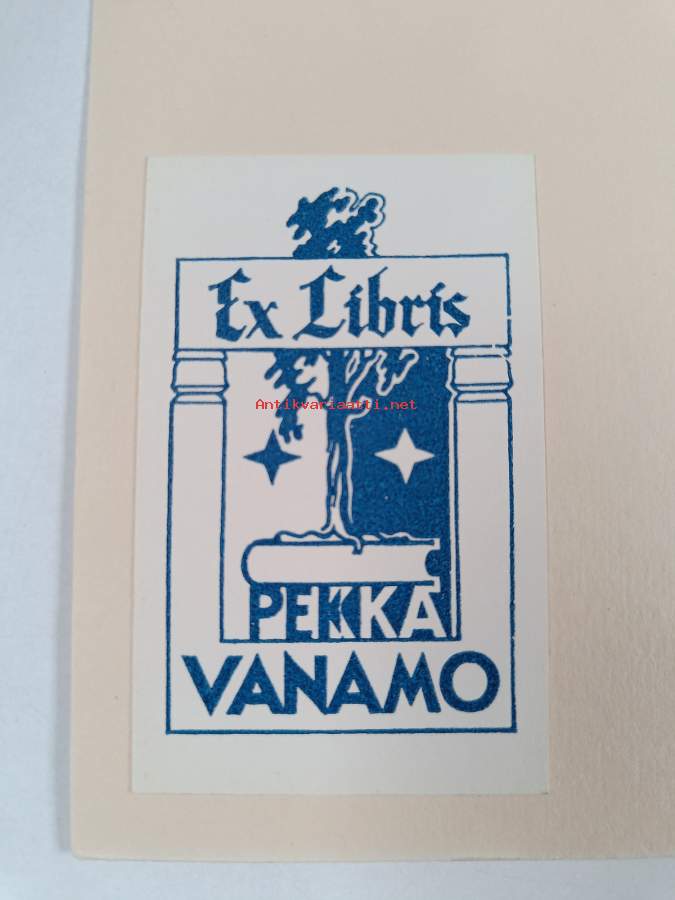 Ex Libris
Antikvariaatti.net
PEKKA
VANAMO